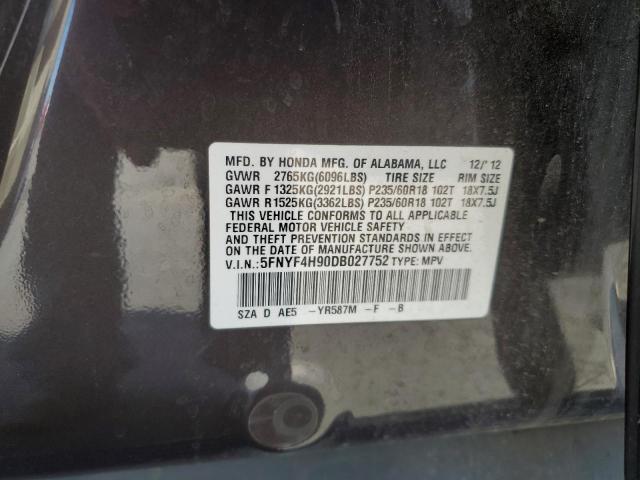 MFD. BY HONDA MFG. OF ALABAMA, LLC 12/12
GVWR 2765KG(6096LBS) TIRE SIZE RIM SIZE
GAWR F 1325KG(2921LBS) P235/60R18 102T 18X7.5J
GAWR R 1525KG(3362LBS) P235/60R18 102T 18X7.5J
THIS VEHICLE CONFORMS TO ALL APPLICABLE
FEDERAL MOTOR VEHICLE SAFETY
AND THEFT PREVENTION STANDARDS IN EFFECT
ON THE DATE OF MANUFACTURE SHOWN ABOVE.
V.I.N.:5FNYF4H90DB027752 TYPE: MPV
SZA D AE5 -YR587M -F -B